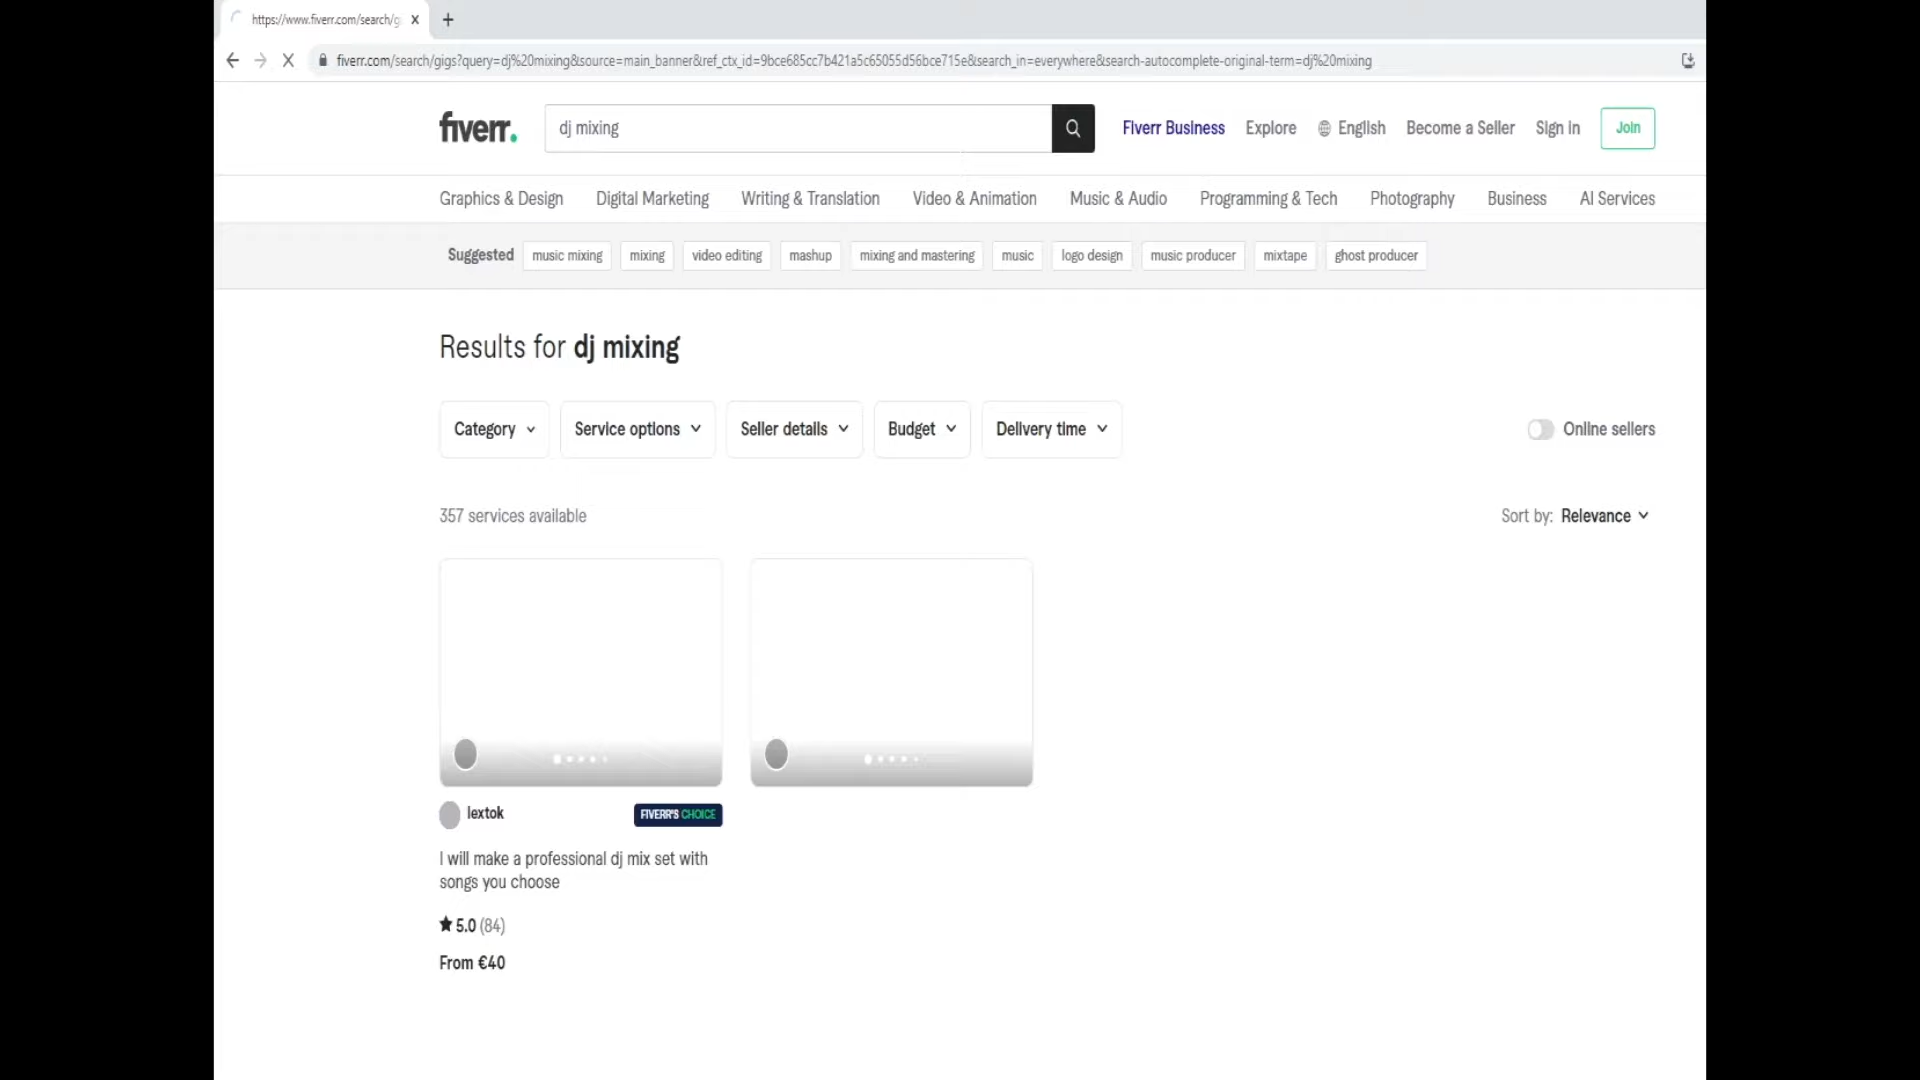 https://www.fiverr.com/search/g
fiverr.com/search/gigs?query=dj%20mixing&source=main_banner&ref_ctx_id=9bce685cc7b421a5c65055d56bce715e&search_in=everywhere&search-autocomplete-original-term=dj%20mixing
fiverr. dj mixing Fiverr Business Explore English Become a Seller Sign in Join
Graphics & Design Digital Marketing Writing & Translation Video & Animation Music & Audio Programming & Tech Photography Business AI Services
Suggested music mixing mixing video editing mashup mixing and mastering music logo design music producer mixtape ghost producer
Results for dj mixing
Category Service options Seller details Budget Delivery time Online sellers
357 services available Sort by: Relevance
lextok FIVERR'S CHOICE
I will make a professional dj mix set with
songs you choose
5.0 (84)
From €40